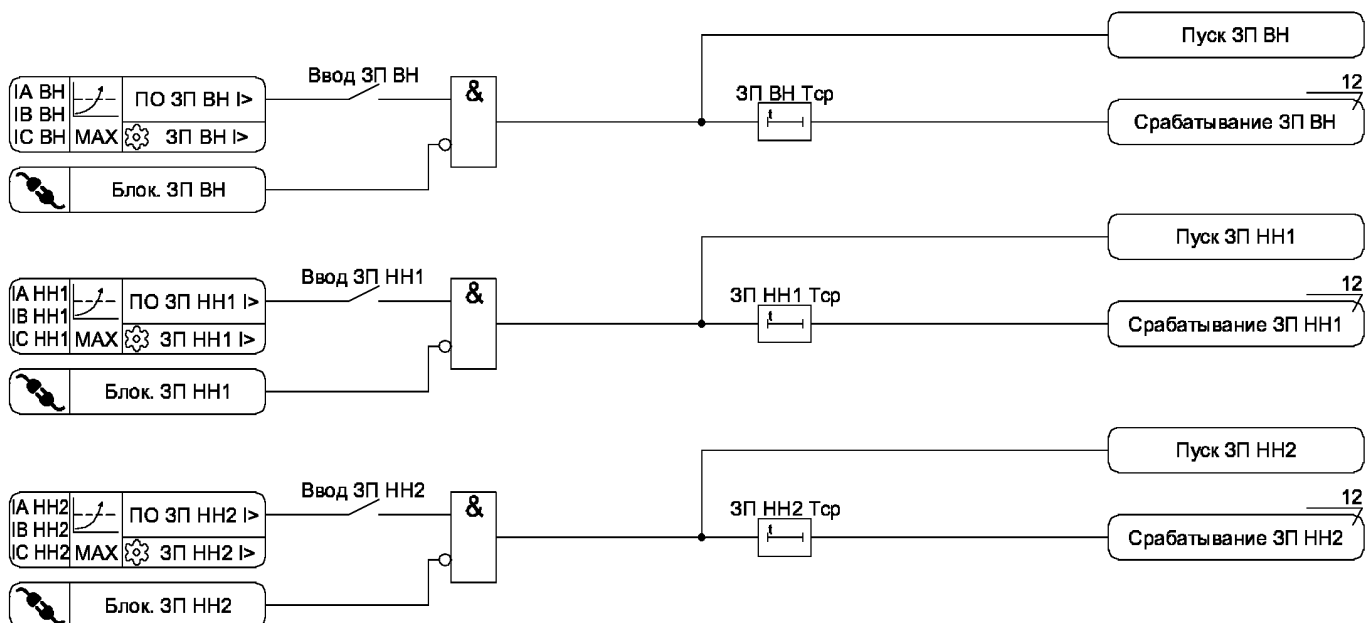 Пуск ЗП ВН
IA ВН
IB ВН
IC ВН
MAX
ПО ЗП ВН I>
ЗП ВН I>
Ввод ЗП ВН
&
ЗП ВН Тср
t
12
Срабатывание ЗП ВН
Блок. ЗП ВН
Пуск ЗП НН1
IA НН1
IB НН1
IC НН1
MAX
ПО ЗП НН1 I>
ЗП НН1 I>
Ввод ЗП НН1
&
ЗП НН1 Тср
t
12
Срабатывание ЗП НН1
Блок. ЗП НН1
Пуск ЗП НН2
IA НН2
IB НН2
IC НН2
MAX
ПО ЗП НН2 I>
ЗП НН2 I>
Ввод ЗП НН2
&
ЗП НН2 Тср
t
12
Срабатывание ЗП НН2
Блок. ЗП НН2